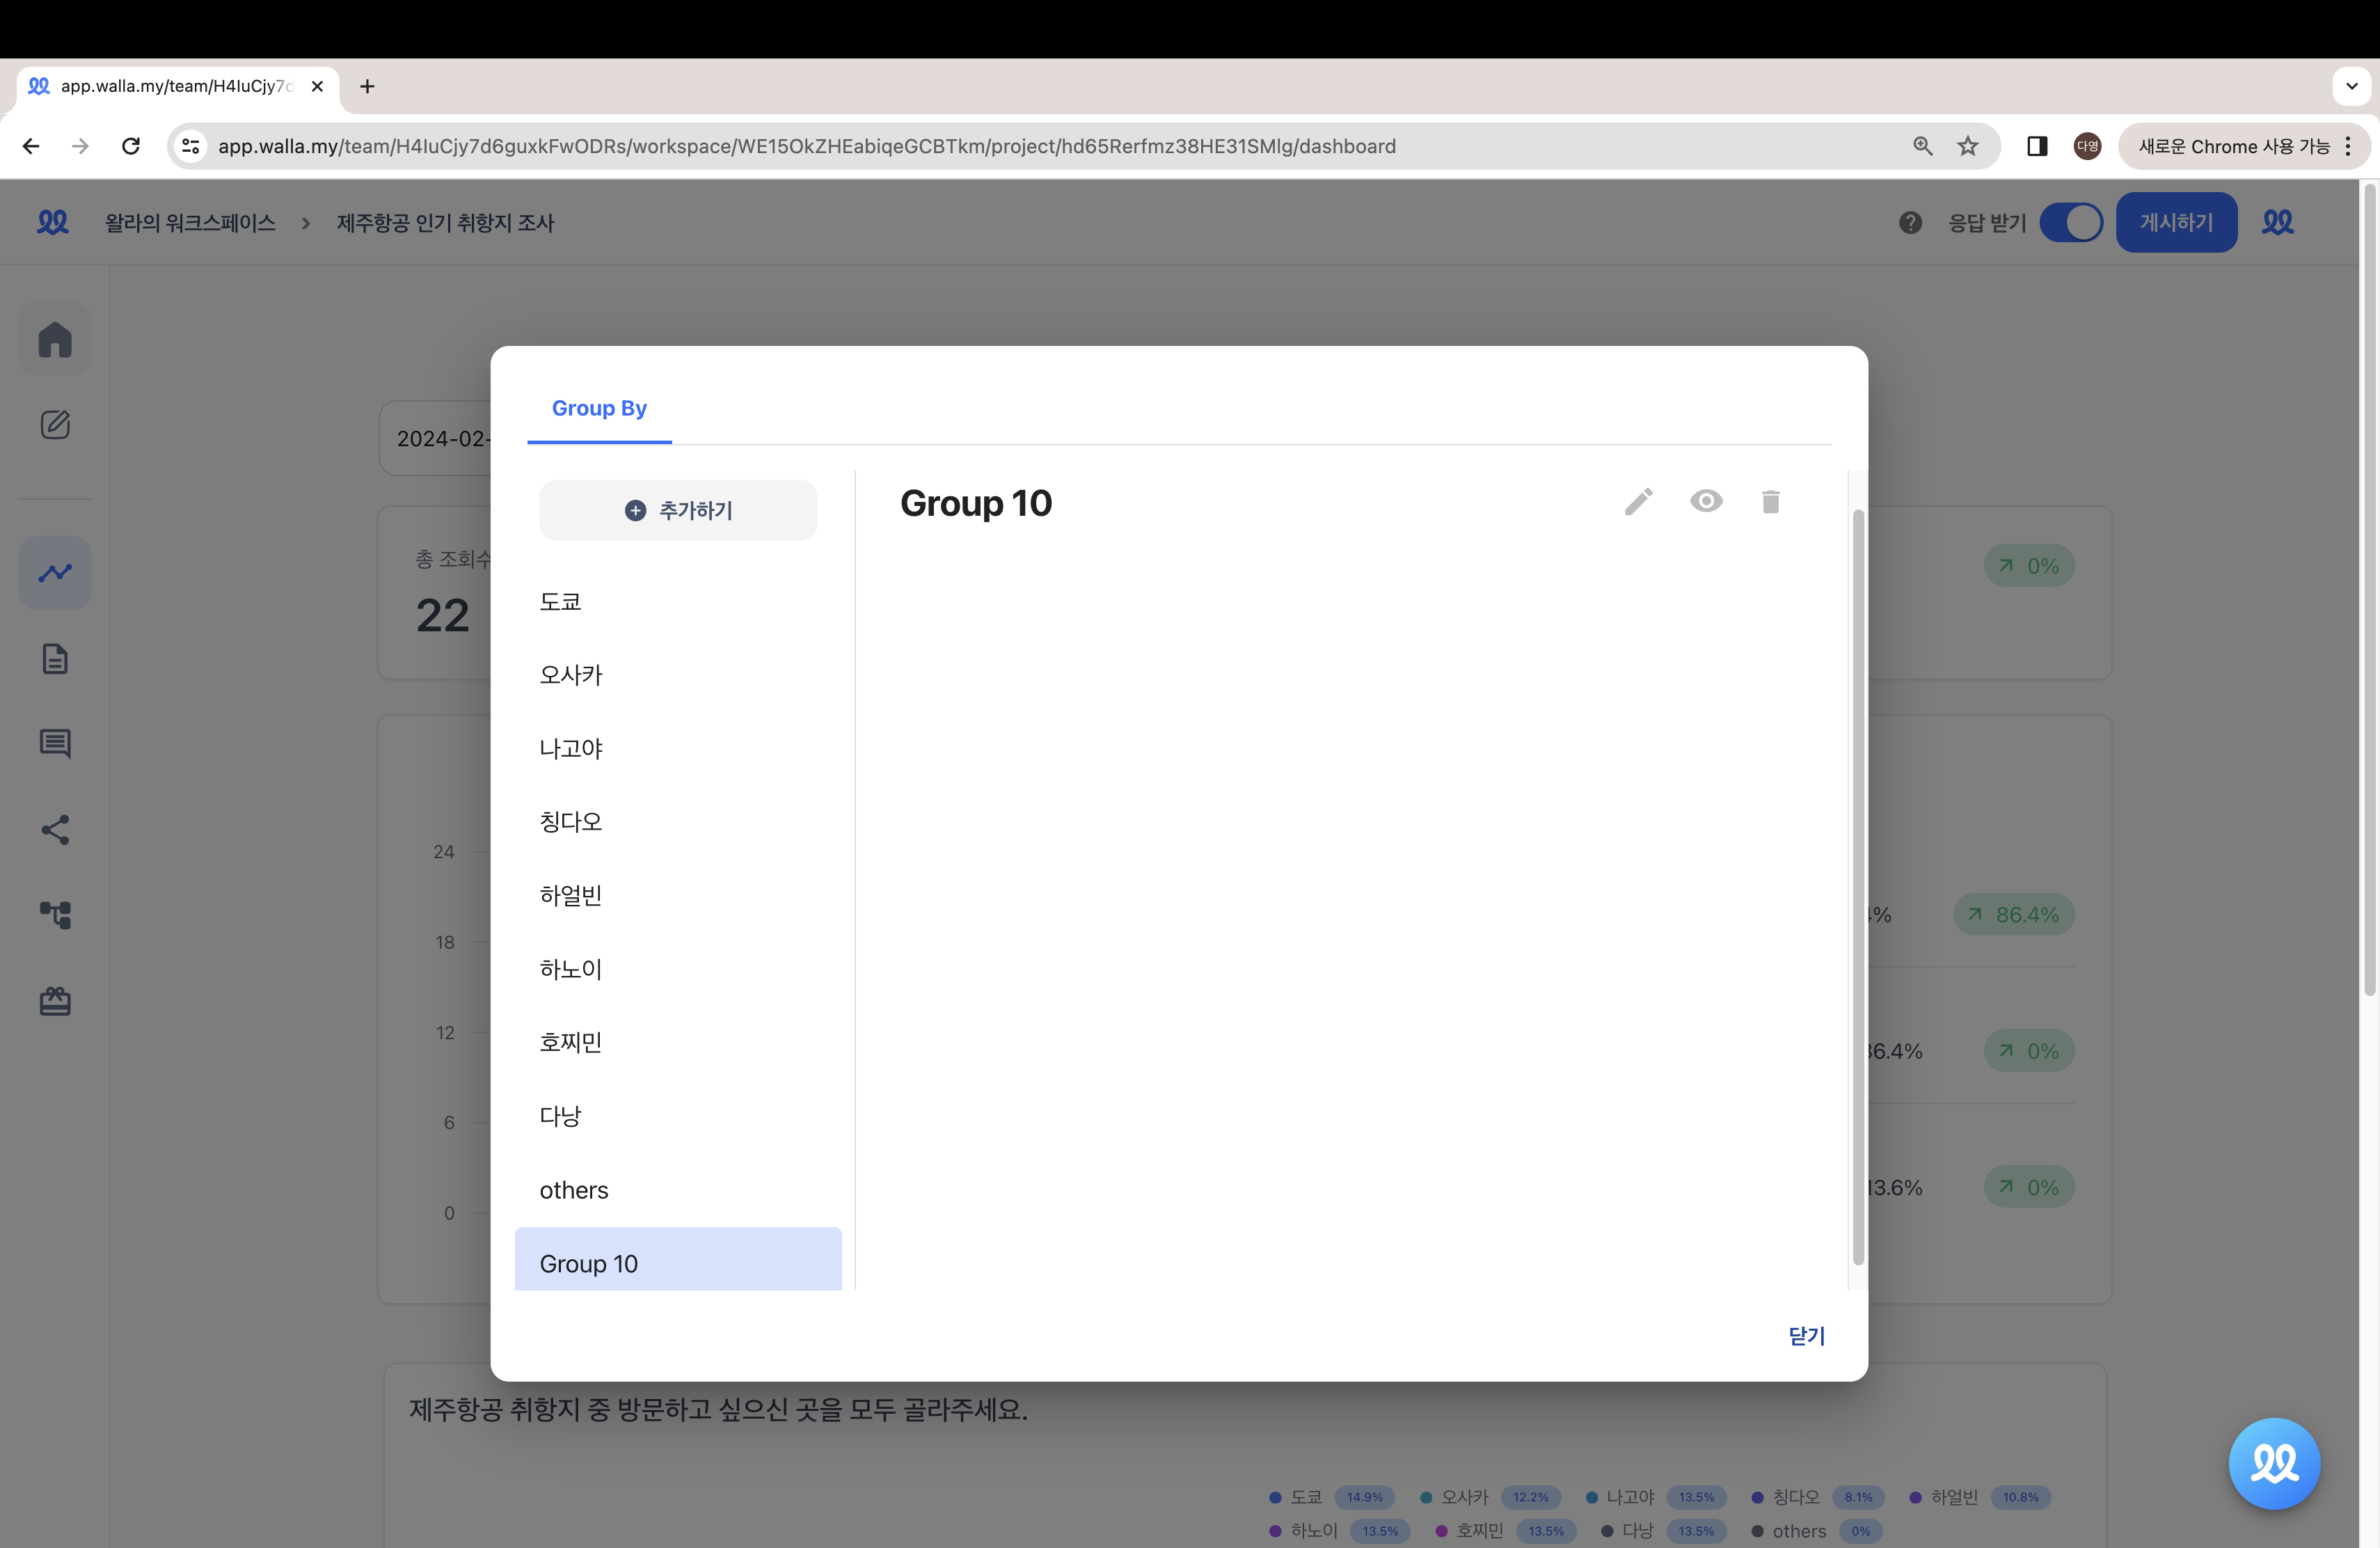 app.walla.my/team/H4IuCjy7d
app.walla.my/team/H4IuCjy7d6guxkFwODRs/workspace/WE15OkZHEabiqeGCBTkm/project/hd65Rerfmz38HE31SMlg/dashboard
다영
새로운 Chrome 사용 가능
왈라의 워크스페이스 > 제주항공 인기 취항지 조사
응답 받기
게시하기
Group By
2024-02-
추가하기
Group 10
총 조회수
22
0%
도쿄
오사카
나고야
칭다오
하얼빈
하노이
호찌민
다낭
others
Group 10
24
18
12
6
0
86.4%
0%
0%
닫기
제주항공 취항지 중 방문하고 싶으신 곳을 모두 골라주세요.
도쿄 14.9% 오사카 12.2% 나고야 13.5% 칭다오 8.1% 하얼빈 10.8%
하노이 13.5% 호찌민 13.5% 다낭 13.5% others 0%